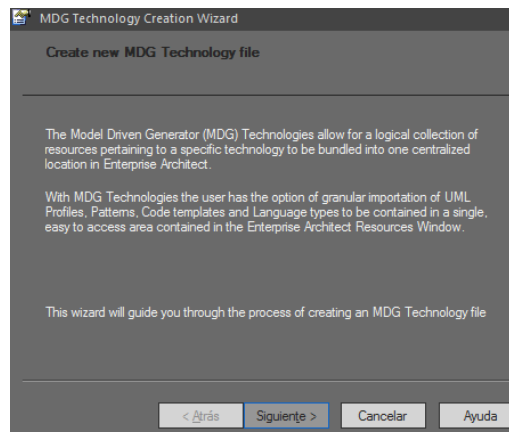 MDG Technology Creation Wizard
Create new MDG Technology file
The Model Driven Generator (MDG) Technologies allow for a logical collection of
resources pertaining to a specific technology to be bundled into one centralized
location in Enterprise Architect.
With MDG Technologies the user has the option of granular importation of UML
Profiles, Patterns, Code templates and Language types to be contained in a single,
easy to access area contained in the Enterprise Architect Resources Window.
This wizard will guide you through the process of creating an MDG Technology file
< Atrás Siguiente > Cancelar Ayuda